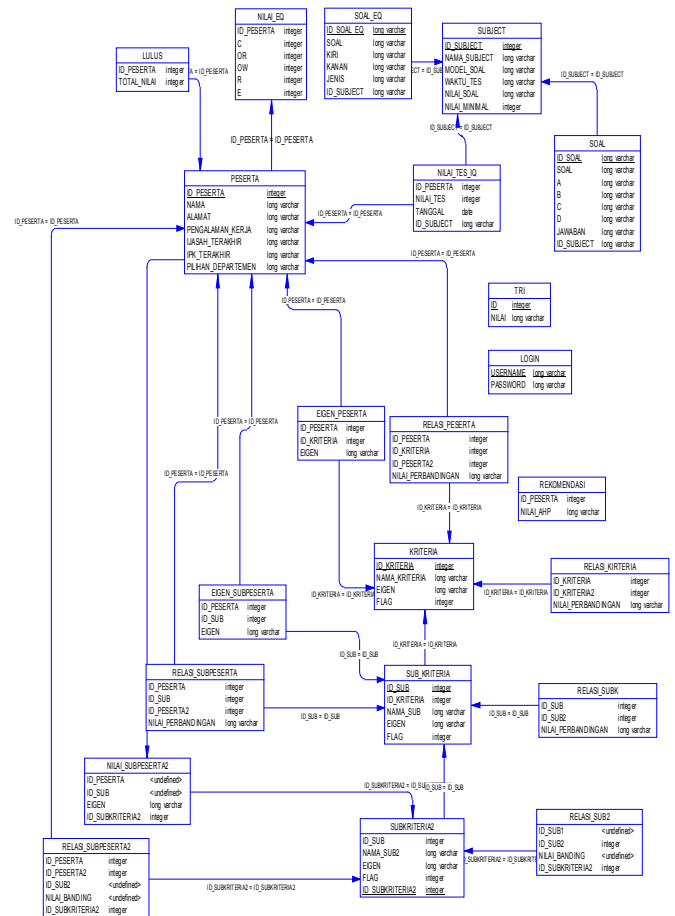 NILAI_EQ
ID_PESERTA integer
C integer
OR integer
OW integer
R integer
E integer
SOAL_EQ
ID_SOAL_EQ long varchar
SOAL long varchar
KIRI long varchar
KANAN long varchar
JENIS long varchar
ID_SUBJECT long varchar
SUBJECT
ID_SUBJECT integer
NAMA_SUBJECT long varchar
MODEL_SOAL long varchar
WAKTU_TES long varchar
NILAI_SOAL long varchar
NILAI_MINIMAL integer
LULUS
ID_PESERTA integer
TOTAL_NILAI integer
A = ID_PESERTA
ECT = ID_SUB
ID_SUBJECT = ID_SUBJECT
ID_SUBJECT = ID_SUBJECT
ID_PESERTA = ID_PESERTA
SOAL
ID_SOAL long varchar
SOAL long varchar
A long varchar
B long varchar
C long varchar
D long varchar
JAWABAN long varchar
ID_SUBJECT long varchar
PESERTA
ID_PESERTA integer
NAMA long varchar
ALAMAT long varchar
PENGALAMAN_KERJA long varchar
IJASAH_TERAKHIR long varchar
IPK_TERAKHIR long varchar
PILIHAN_DEPARTEMEN long varchar
NILAI_TES_IQ
ID_PESERTA integer
NILAI_TES integer
TANGGAL date
ID_SUBJECT long varchar
ID_PESERTA = ID_PESERTA
ID_PESERTA = ID_PESERTA
ID_PESERTA = ID_PESERTA
TRI
ID integer
NILAI long varchar
ID_PESERTA = ID_PESERTA
LOGIN
USERNAME long varchar
PASSWORD long varchar
EIGEN_PESERTA
ID_PESERTA integer
ID_KRITERIA integer
EIGEN long varchar
RELASI_PESERTA
ID_PESERTA integer
ID_KRITERIA integer
ID_PESERTA2 integer
NILAI_PERBANDINGAN long varchar
ID_PESERTA = ID_PESERTA
ID_PESERTA = ID_PESERTA
REKOMENDASI
ID_PESERTA integer
NILAI_AHP long varchar
ID_KRITERIA = ID_KRITERIA
KRITERIA
ID_KRITERIA integer
NAMA_KRITERIA long varchar
EIGEN long varchar
FLAG integer
RELASI_KIRTERIA
ID_KRITERIA integer
ID_KRITERIA2 integer
NILAI_PERBANDINGAN long varchar
EIGEN_SUBPESERTA
ID_PESERTA integer
ID_SUB integer
EIGEN long varchar
ID_KRITERIA = ID_KRITERIA
ID_KRITERIA = ID_KRITERIA
ID_KRITERIA = ID_KRITERIA
ID_SUB = ID_SUB
RELASI_SUBPESERTA
ID_PESERTA integer
ID_SUB integer
ID_PESERTA2 integer
NILAI_PERBANDINGAN long varchar
SUB_KRITERIA
ID_SUB integer
ID_KRITERIA integer
NAMA_SUB long varchar
EIGEN long varchar
FLAG integer
RELASI_SUBK
ID_SUB integer
ID_SUB2 integer
NILAI_PERBANDINGAN long varchar
ID_SUB = ID_SUB
ID_SUB = ID_SUB
NILAI_SUBPESERTA2
ID_PESERTA <undefined>
ID_SUB <undefined>
EIGEN long varchar
ID_SUBKRITERIA2 integer
ID_SUBKRITERIA2 = ID_SU
ID_SUB = ID_SUB
SUBKRITERIA2
ID_SUB integer
NAMA_SUB2 long varchar
EIGEN long varchar
FLAG integer
ID_SUBKRITERIA2 integer
RELASI_SUB2
ID_SUB1 <undefined>
ID_SUB2 integer
NILAI_BANDING <undefined>
ID_SUBKRITERIA2 integer
ID_SUBKRITERIA2 = ID_SUBKRITE
RELASI_SUBPESERTA2
ID_PESERTA integer
ID_PESERTA2 integer
ID_SUB2 <undefined>
NILAI_BANDING <undefined>
ID_SUBKRITERIA2 integer
ID_SUBKRITERIA2 = ID_SUBKRITERIA2